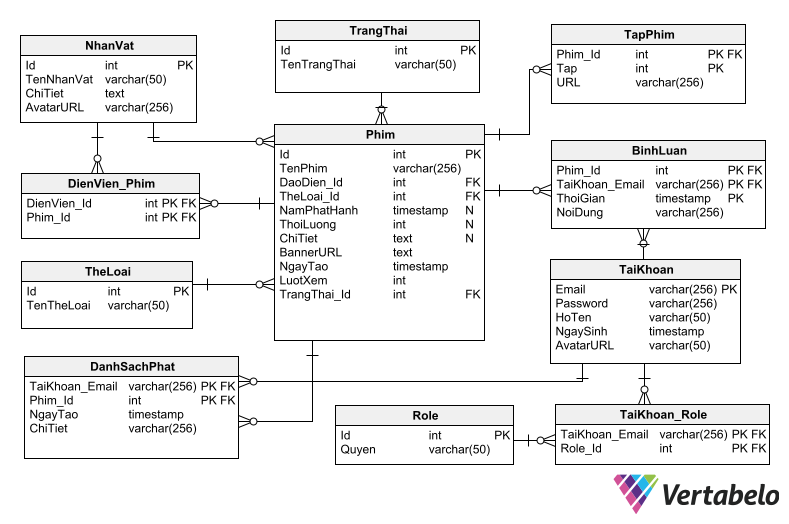 NhanVat
Id int PK
TenNhanVat varchar(50)
ChiTiet text
AvatarURL varchar(256)
TrangThai
Id int PK
TenTrangThai varchar(50)
TapPhim
Phim_Id int PK FK
Tap int PK
URL varchar(256)
Phim
Id int PK
TenPhim varchar(256)
DaoDien_Id int FK
TheLoai_Id int FK
NamPhatHanh timestamp N
ThoiLuong int N
ChiTiet text N
BannerURL text
NgayTao timestamp
LuotXem int
TrangThai_Id int FK
BinhLuan
Phim_Id int PK FK
TaiKhoan_Email varchar(256) PK FK
ThoiGian timestamp PK
NoiDung varchar(256)
DienVien_Phim
DienVien_Id int PK FK
Phim_Id int PK FK
TheLoai
Id int PK
TenTheLoai varchar(50)
TaiKhoan
Email varchar(256) PK
Password varchar(256)
HoTen varchar(50)
NgaySinh timestamp
AvatarURL varchar(50)
DanhSachPhat
TaiKhoan_Email varchar(256) PK FK
Phim_Id int PK FK
NgayTao timestamp
ChiTiet varchar(256)
Role
Id int PK
Quyen varchar(50)
TaiKhoan_Role
TaiKhoan_Email varchar(256) PK FK
Role_Id int PK FK
Vertabelo